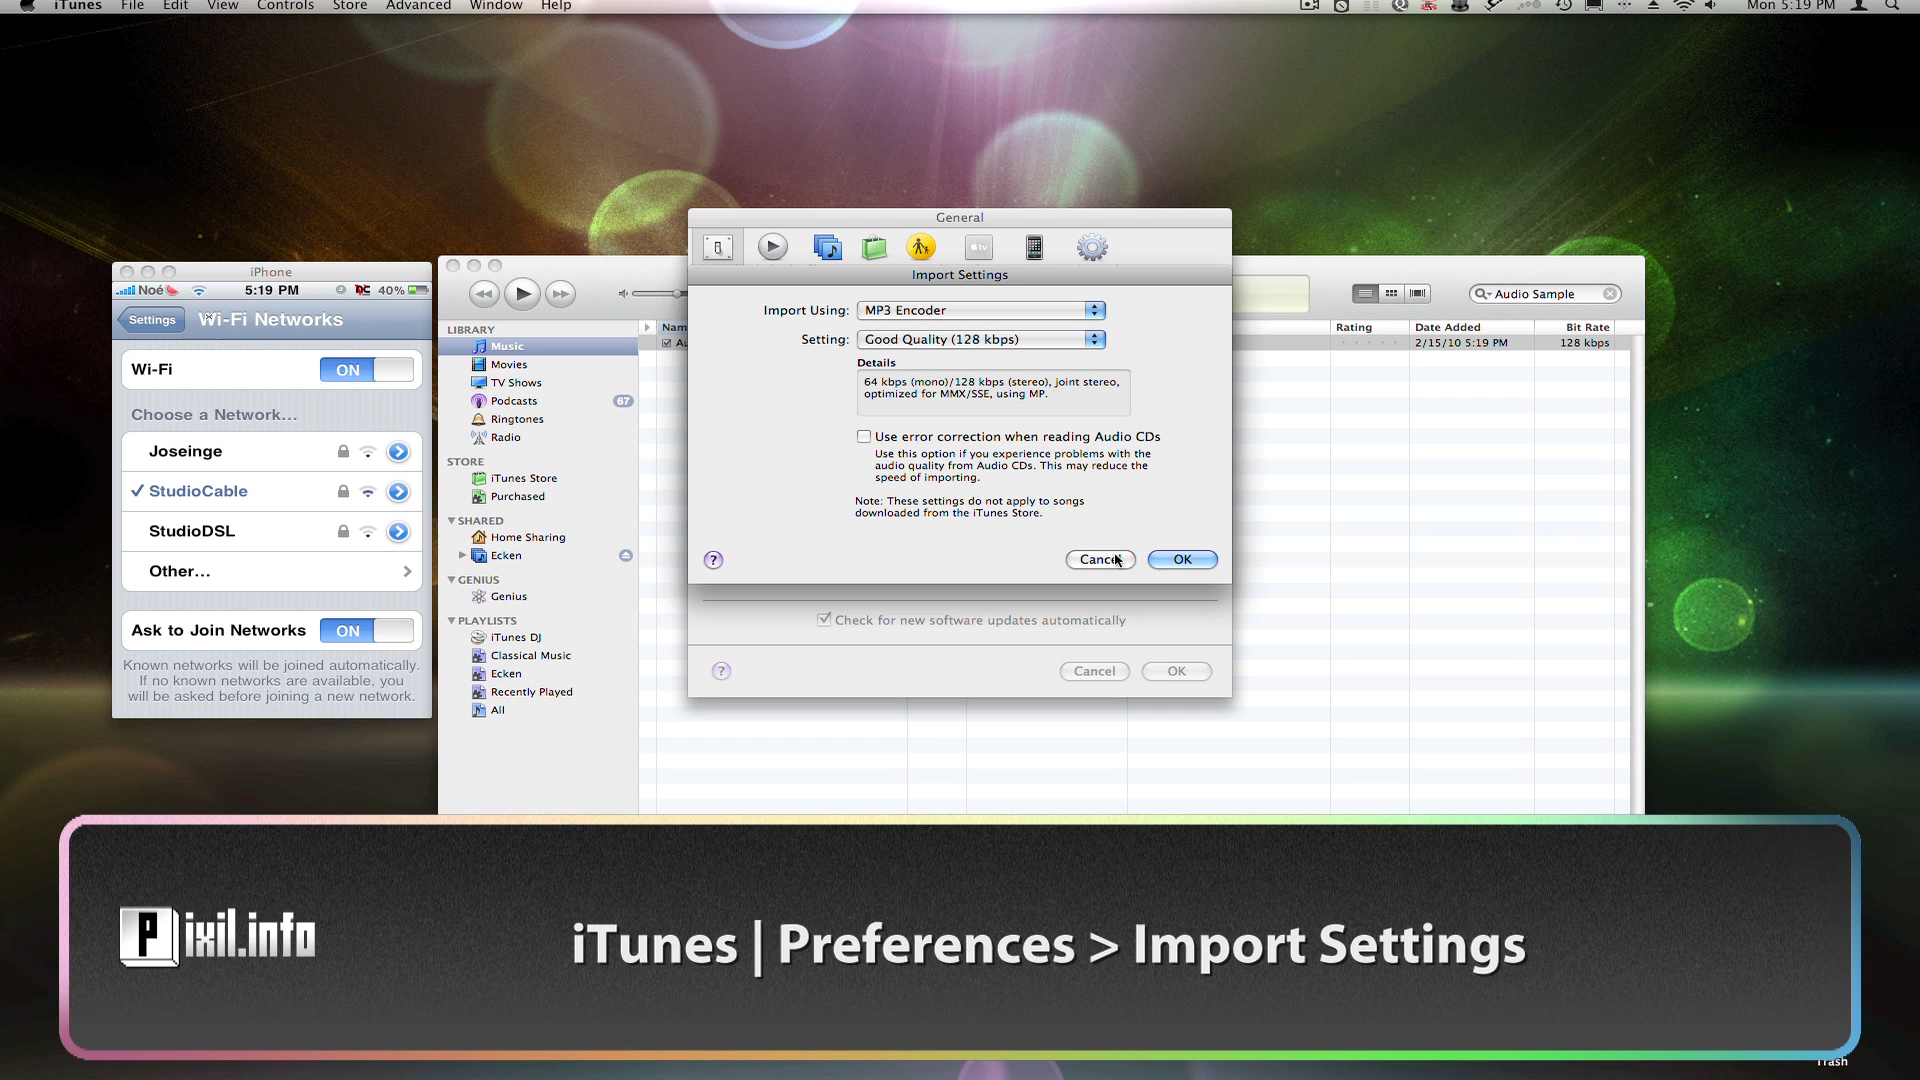 iTunes File Edit View Controls Store Advanced Window Help
Mon 5:19 PM
iPhone
Noé 5:19 PM 40%
Settings Wi-Fi Networks
Wi-Fi ON
Choose a Network...
Joseinge
StudioCable
StudioDSL
Other...
Ask to Join Networks ON
Known networks will be joined automatically.
If no known networks are available, you
will be asked before joining a new network.
LIBRARY
Music
Movies
TV Shows
Podcasts 67
Ringtones
Radio
STORE
iTunes Store
Purchased
SHARED
Home Sharing
Ecken
GENIUS
Genius
PLAYLISTS
iTunes DJ
Classical Music
Ecken
Recently Played
All
Audio Sample
Rating Date Added Bit Rate
2/15/10 5:19 PM 128 kbps
General
tv
Import Settings
Import Using: MP3 Encoder
Setting: Good Quality (128 kbps)
Details
64 kbps (mono)/128 kbps (stereo), joint stereo,
optimized for MMX/SSE, using MP.
Use error correction when reading Audio CDs
Use this option if you experience problems with the
audio quality from Audio CDs. This may reduce the
speed of importing.
Note: These settings do not apply to songs
downloaded from the iTunes Store.
? Cancel OK
Check for new software updates automatically
? Cancel OK
Pixil.info
iTunes | Preferences > Import Settings
Trash